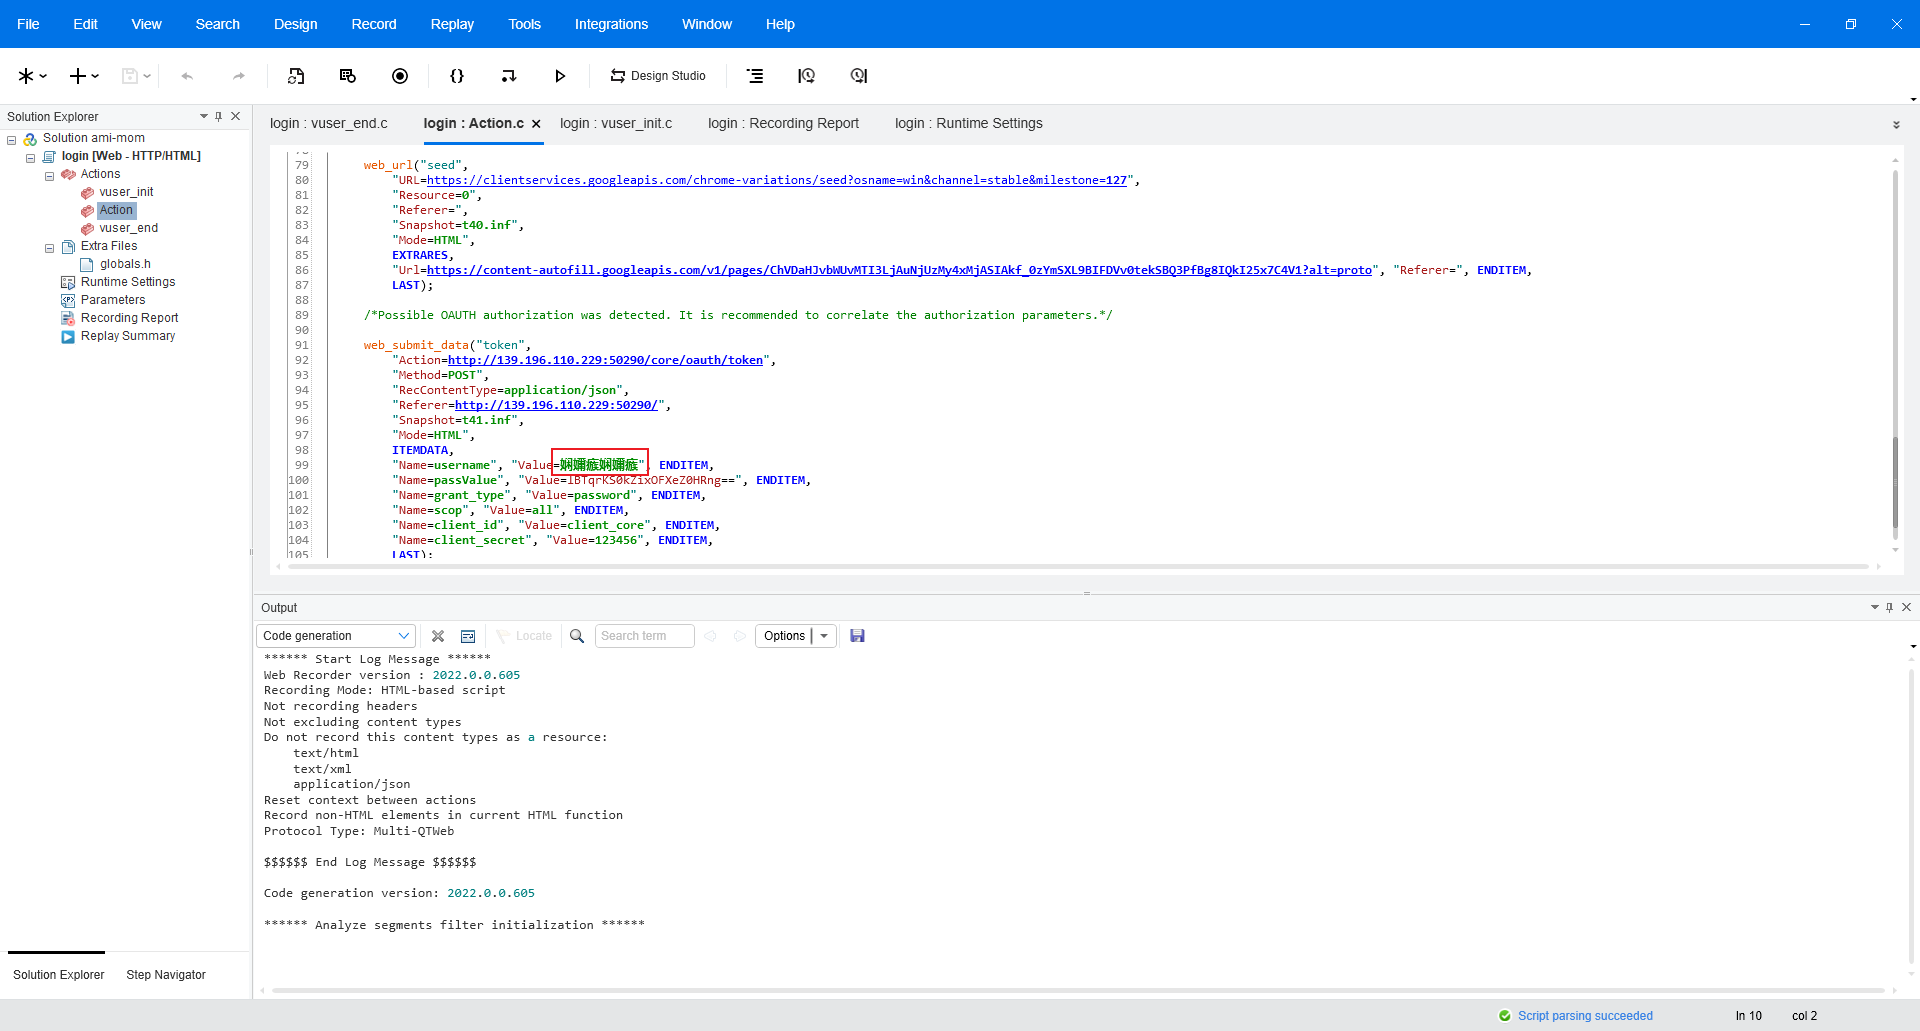 File Edit View Search Design Record Replay Tools Integrations Window Help
Design Studio
Solution Explorer
Solution ami-mom
login [Web - HTTP/HTML]
Actions
vuser_init
Action
vuser_end
Extra Files
globals.h
Runtime Settings
Parameters
Recording Report
Replay Summary
Solution Explorer Step Navigator
login : vuser_end.c login : Action.c login : vuser_init.c login : Recording Report login : Runtime Settings
79 web_url("seed",
80 "URL=https://clientservices.googleapis.com/chrome-variations/seed?osname=win&channel=stable&milestone=127",
81 "Resource=0",
82 "Referer=",
83 "Snapshot=t40.inf",
84 "Mode=HTML",
85 EXTRARES,
86 "Url=https://content-autofill.googleapis.com/v1/pages/ChVDaHJvbWUvMTI3LjAuNjUzMy4xMjASIAkf_0zYmSXL9BIFDVv0tekSBQ3PfBg8IQkI25x7C4V1?alt=proto", "Referer=", ENDITEM,
87 LAST);
88
89 /*Possible OAUTH authorization was detected. It is recommended to correlate the authorization parameters.*/
90
91 web_submit_data("token",
92 "Action=http://139.196.110.229:50290/core/oauth/token",
93 "Method=POST",
94 "RecContentType=application/json",
95 "Referer=http://139.196.110.229:50290/",
96 "Snapshot=t41.inf",
97 "Mode=HTML",
98 ITEMDATA,
99 "Name=username", "Value=娴嬭瘯娴嬭瘯", ENDITEM,
100 "Name=passValue", "Value=lBTqrKS0kZixOFXeZ0HRng==", ENDITEM,
101 "Name=grant_type", "Value=password", ENDITEM,
102 "Name=scop", "Value=all", ENDITEM,
103 "Name=client_id", "Value=client_core", ENDITEM,
104 "Name=client_secret", "Value=123456", ENDITEM,
105 LAST);
Output
Code generation Locate Search term Options
****** Start Log Message ******
Web Recorder version : 2022.0.0.605
Recording Mode: HTML-based script
Not recording headers
Not excluding content types
Do not record this content types as a resource:
text/html
text/xml
application/json
Reset context between actions
Record non-HTML elements in current HTML function
Protocol Type: Multi-QTWeb
$$$$$$ End Log Message $$$$$$
Code generation version: 2022.0.0.605
****** Analyze segments filter initialization ******
Script parsing succeeded ln 10 col 2